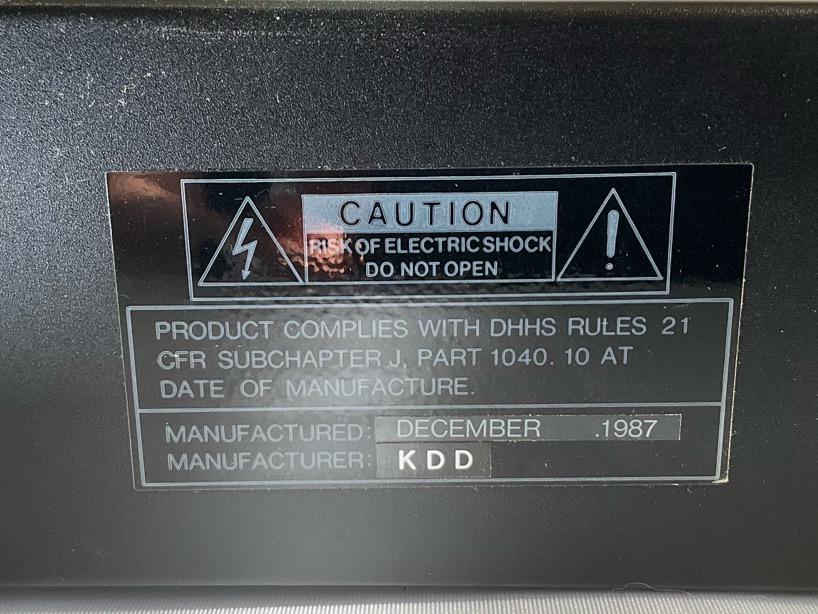 CAUTION
RISK OF ELECTRIC SHOCK
DO NOT OPEN
PRODUCT COMPLIES WITH DHHS RULES 21
CFR SUBCHAPTER J, PART 1040.10 AT
DATE OF MANUFACTURE.
MANUFACTURED: DECEMBER .1987
MANUFACTURER: KDD